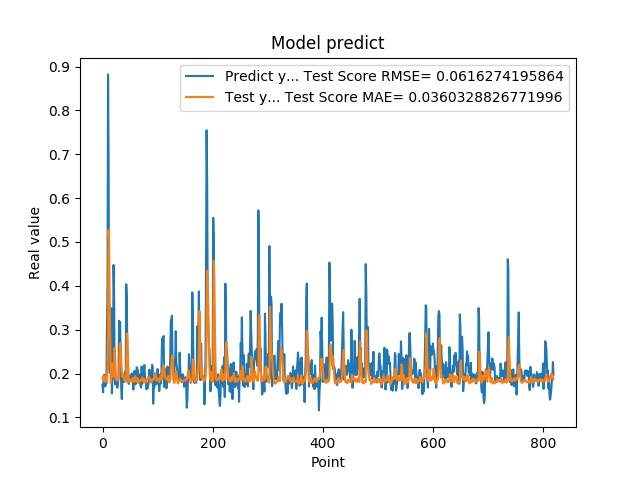 Model predict
Predict y... Test Score RMSE= 0.0616274195864
Test y... Test Score MAE= 0.0360328826771996
0.9
0.8
0.7
0.6
0.5
0.4
0.3
0.2
0.1
Real value
0 200 400 600 800
Point